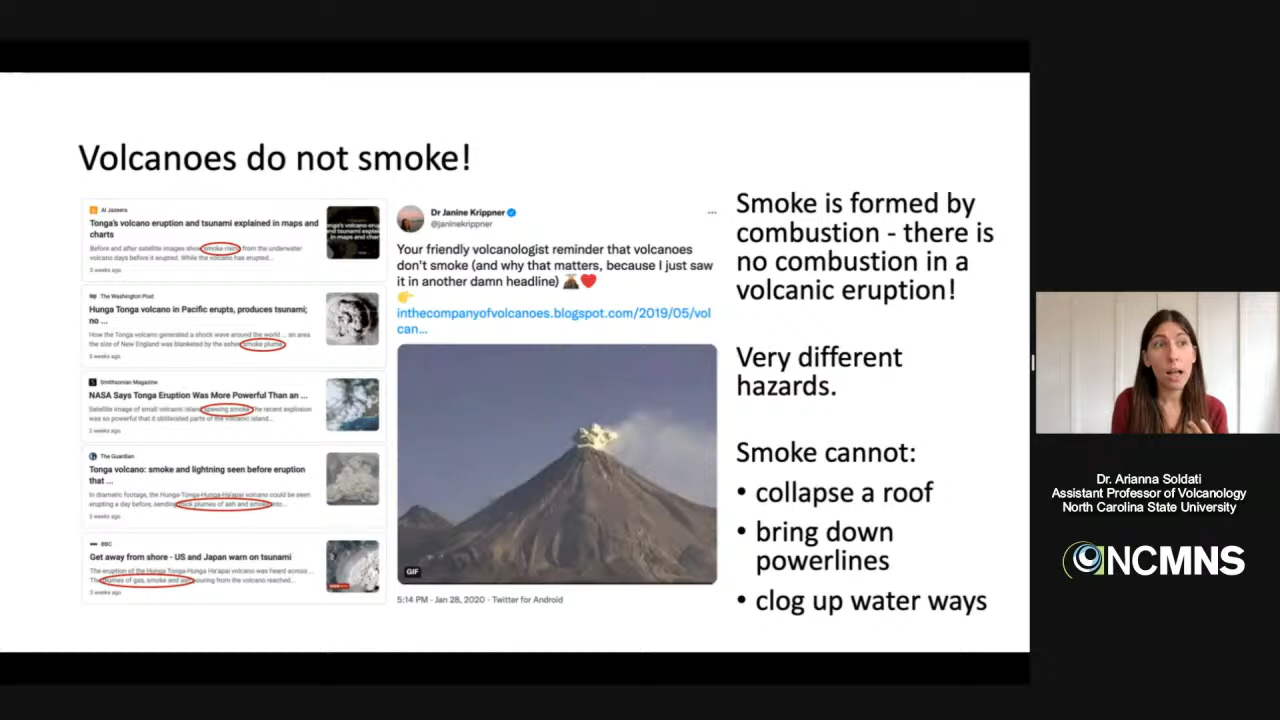 Volcanoes do not smoke!
Al Jazeera
Tonga's volcano eruption and tsunami explained in maps and
charts
Before and after satellite images show smoke rising from the underwater
volcano days before it erupted. While the volcano has erupted...
3 weeks ago
The Washington Post
Hunga Tonga volcano in Pacific erupts, produces tsunami;
no ...
How the Tonga volcano generated a shock wave around the world ... an area
the size of New England was blanketed by the ashen smoke plume
3 weeks ago
Smithsonian Magazine
NASA Says Tonga Eruption Was More Powerful Than an ...
Satellite image of small volcanic island spewing smoke The recent explosion
was so powerful that it obliterated parts of the volcanic island...
2 weeks ago
The Guardian
Tonga volcano: smoke and lightning seen before eruption
that ...
In dramatic footage, the Hunga-Tonga-Hunga-Ha'apai volcano could be seen
erupting a day before, sending thick plumes of ash and smoke into...
3 weeks ago
BBC
Get away from shore - US and Japan warn on tsunami
The eruption of the Hunga Tonga-Hunga Ha'apai volcano was heard across...
The plumes of gas, smoke and ash pouring from the volcano reached...
3 weeks ago
Dr Janine Krippner
@janinekrippner
Your friendly volcanologist reminder that volcanoes
don't smoke (and why that matters, because I just saw
it in another damn headline) 🌋❤️
👉
inthecompanyofvolcanoes.blogspot.com/2019/05/vol
can...
GIF
5:14 PM - Jan 28, 2020 - Twitter for Android
Smoke is formed by
combustion - there is
no combustion in a
volcanic eruption!
Very different
hazards.
Smoke cannot:
• collapse a roof
• bring down
powerlines
• clog up water ways
Dr. Arianna Soldati
Assistant Professor of Volcanology
North Carolina State University
NCMNS